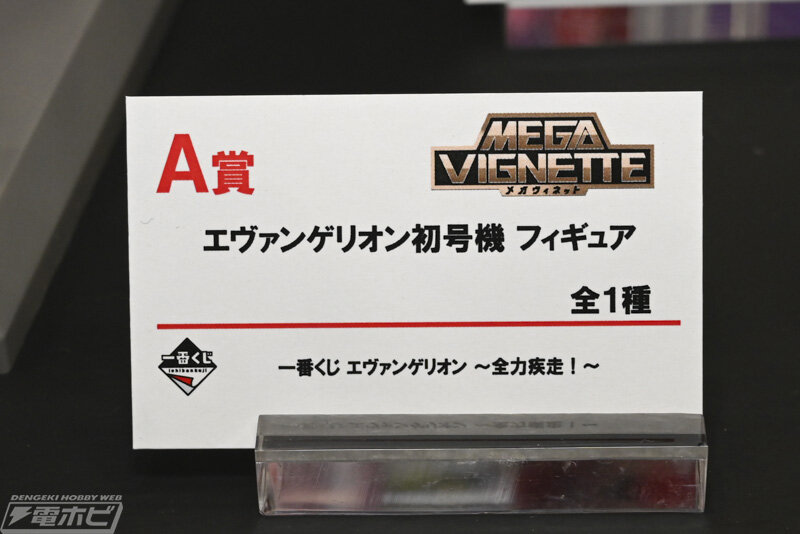 A賞
MEGA
VIGNETTE
メガヴィネット
エヴァンゲリオン初号機 フィギュア
全1種
一番くじ
ichibankuji
一番くじ エヴァンゲリオン ～全力疾走！～
DENGEKI HOBBY WEB
電ホビ